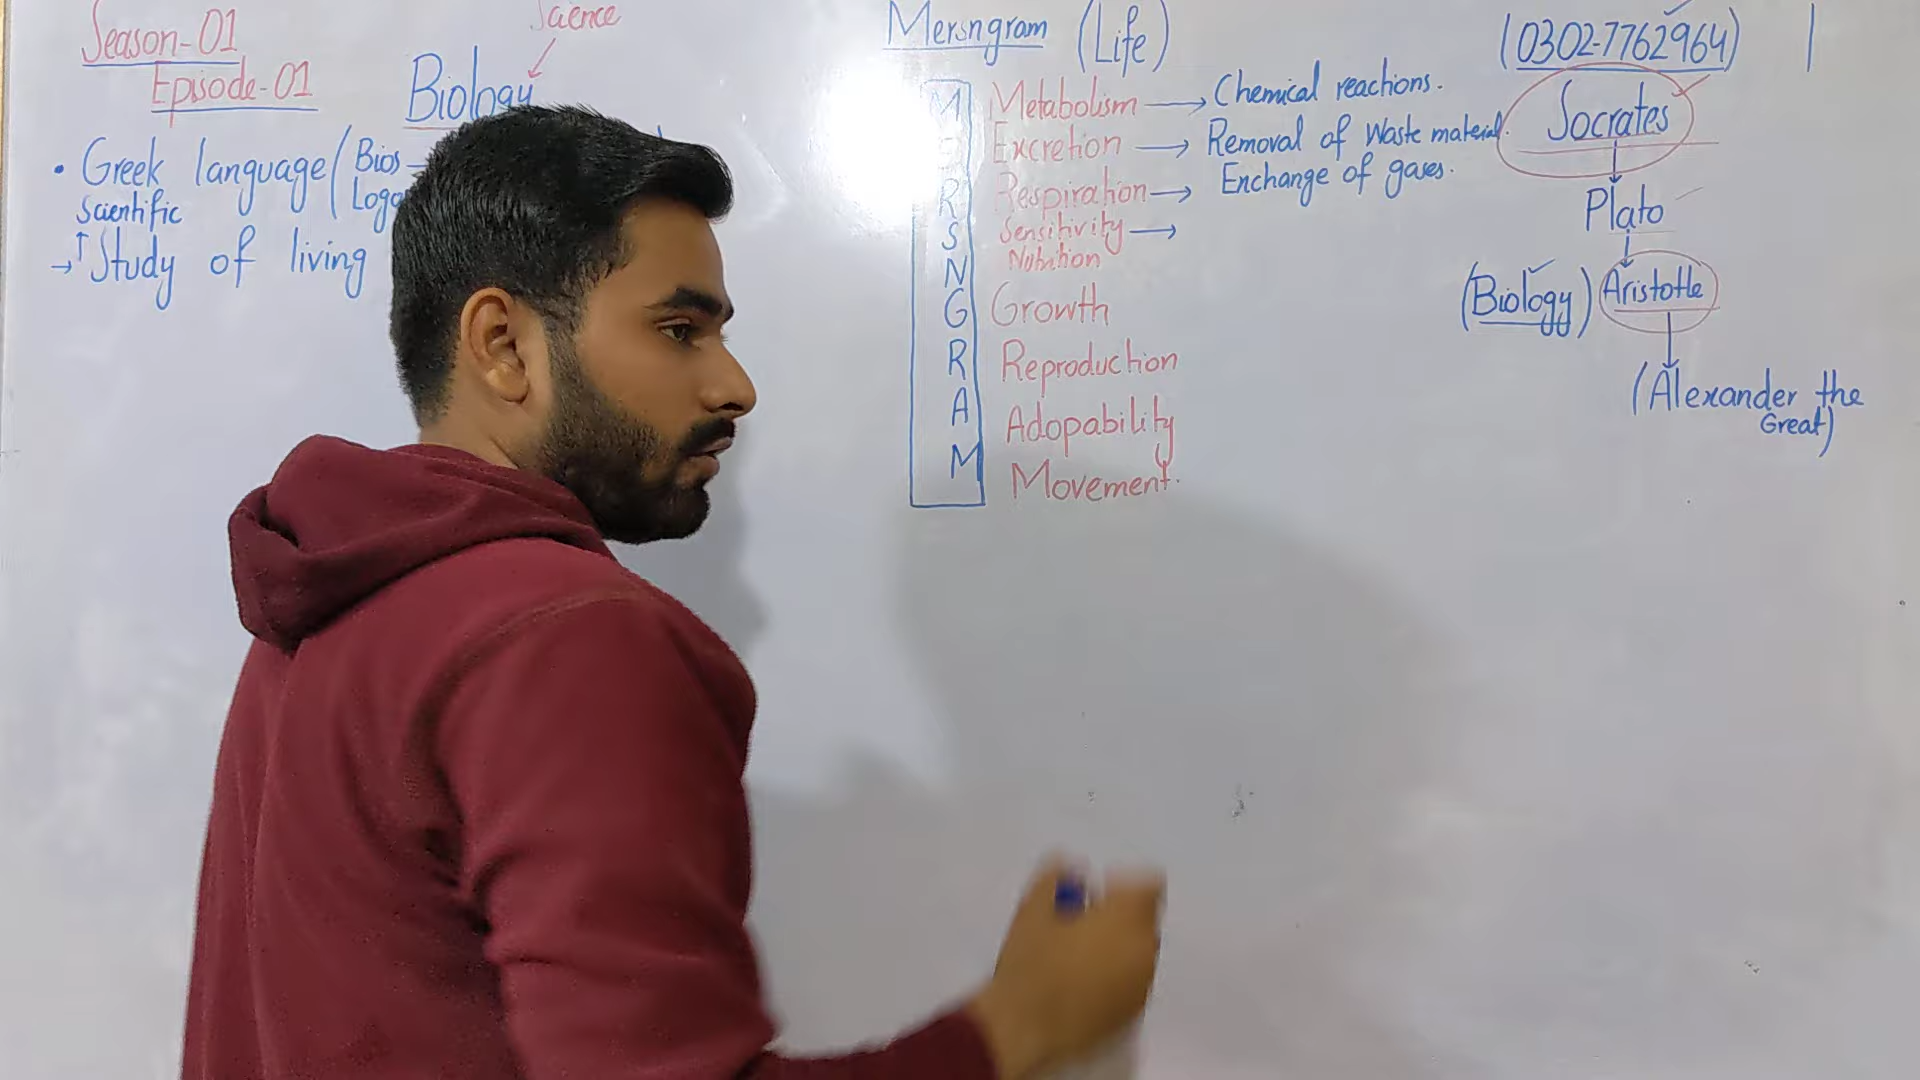 Season-01
Episode-01
Science
Biology
• Greek language (Bios
Logo
Scientific
→ Study of living
Mersngram (Life)
M Metabolism → Chemical reactions.
E Excretion → Removal of Waste material.
R Respiration → Exchange of gases.
S Sensitivity →
N Nutrition
G Growth
R Reproduction
A Adopability
M Movement.
(0302-7762964)
Socrates
Plato
(Biology) Aristotle
(Alexander the
Great)